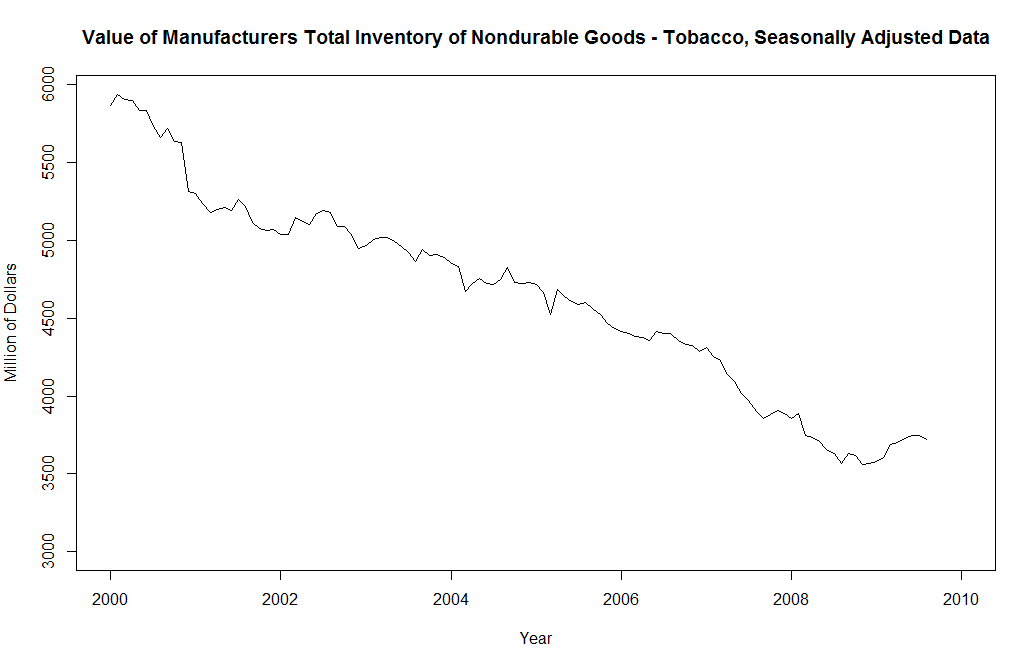 Value of Manufacturers Total Inventory of Nondurable Goods - Tobacco, Seasonally Adjusted Data
6000
5500
5000
4500
4000
3500
3000
Million of Dollars
2000 2002 2004 2006 2008 2010
Year